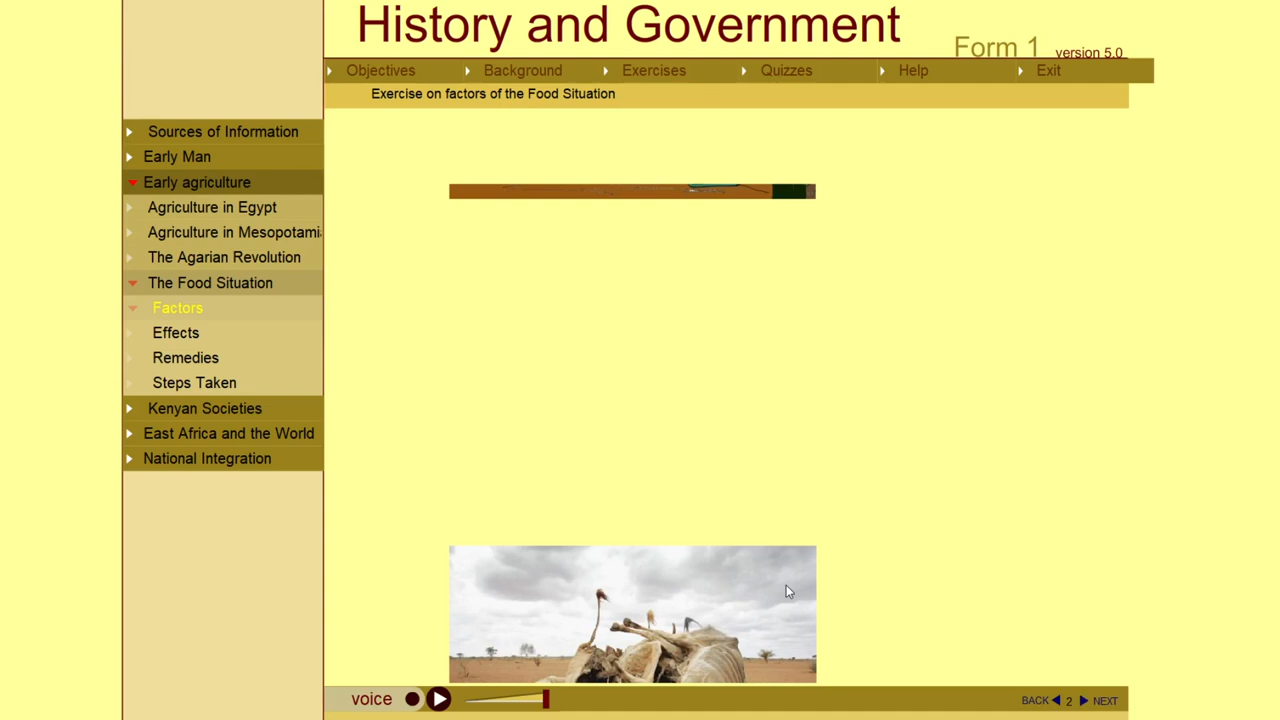 History and Government
Form 1 version 5.0
Objectives Background Exercises Quizzes Help Exit
Exercise on factors of the Food Situation
Sources of Information
Early Man
Early agriculture
Agriculture in Egypt
Agriculture in Mesopotami
The Agarian Revolution
The Food Situation
Factors
Effects
Remedies
Steps Taken
Kenyan Societies
East Africa and the World
National Integration
voice
BACK 2 NEXT